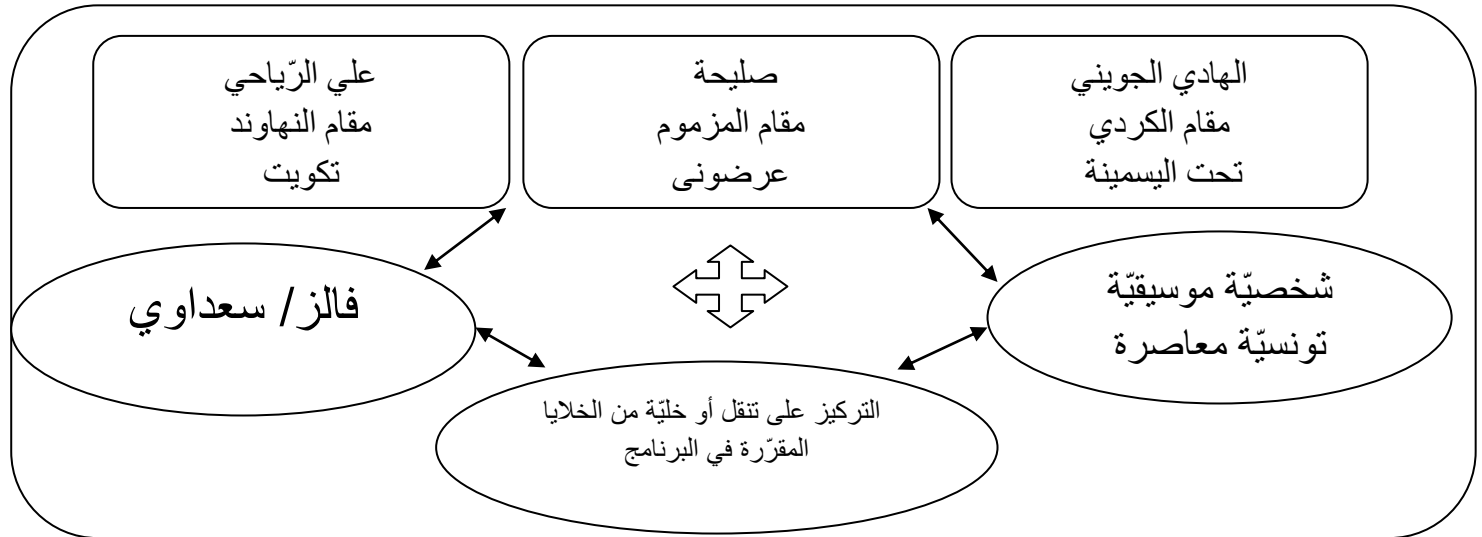 الهادي الجويني
مقام الكردي
تحت اليسمينة
صليحة
مقام المزموم
عرضوني
علي الرّياحي
مقام النهاوند
تكويت
شخصيّة موسيقيّة
تونسيّة معاصرة
فالز/ سعداوي
التركيز على تنقل أو خليّة من الخلايا
المقرّرة في البرنامج